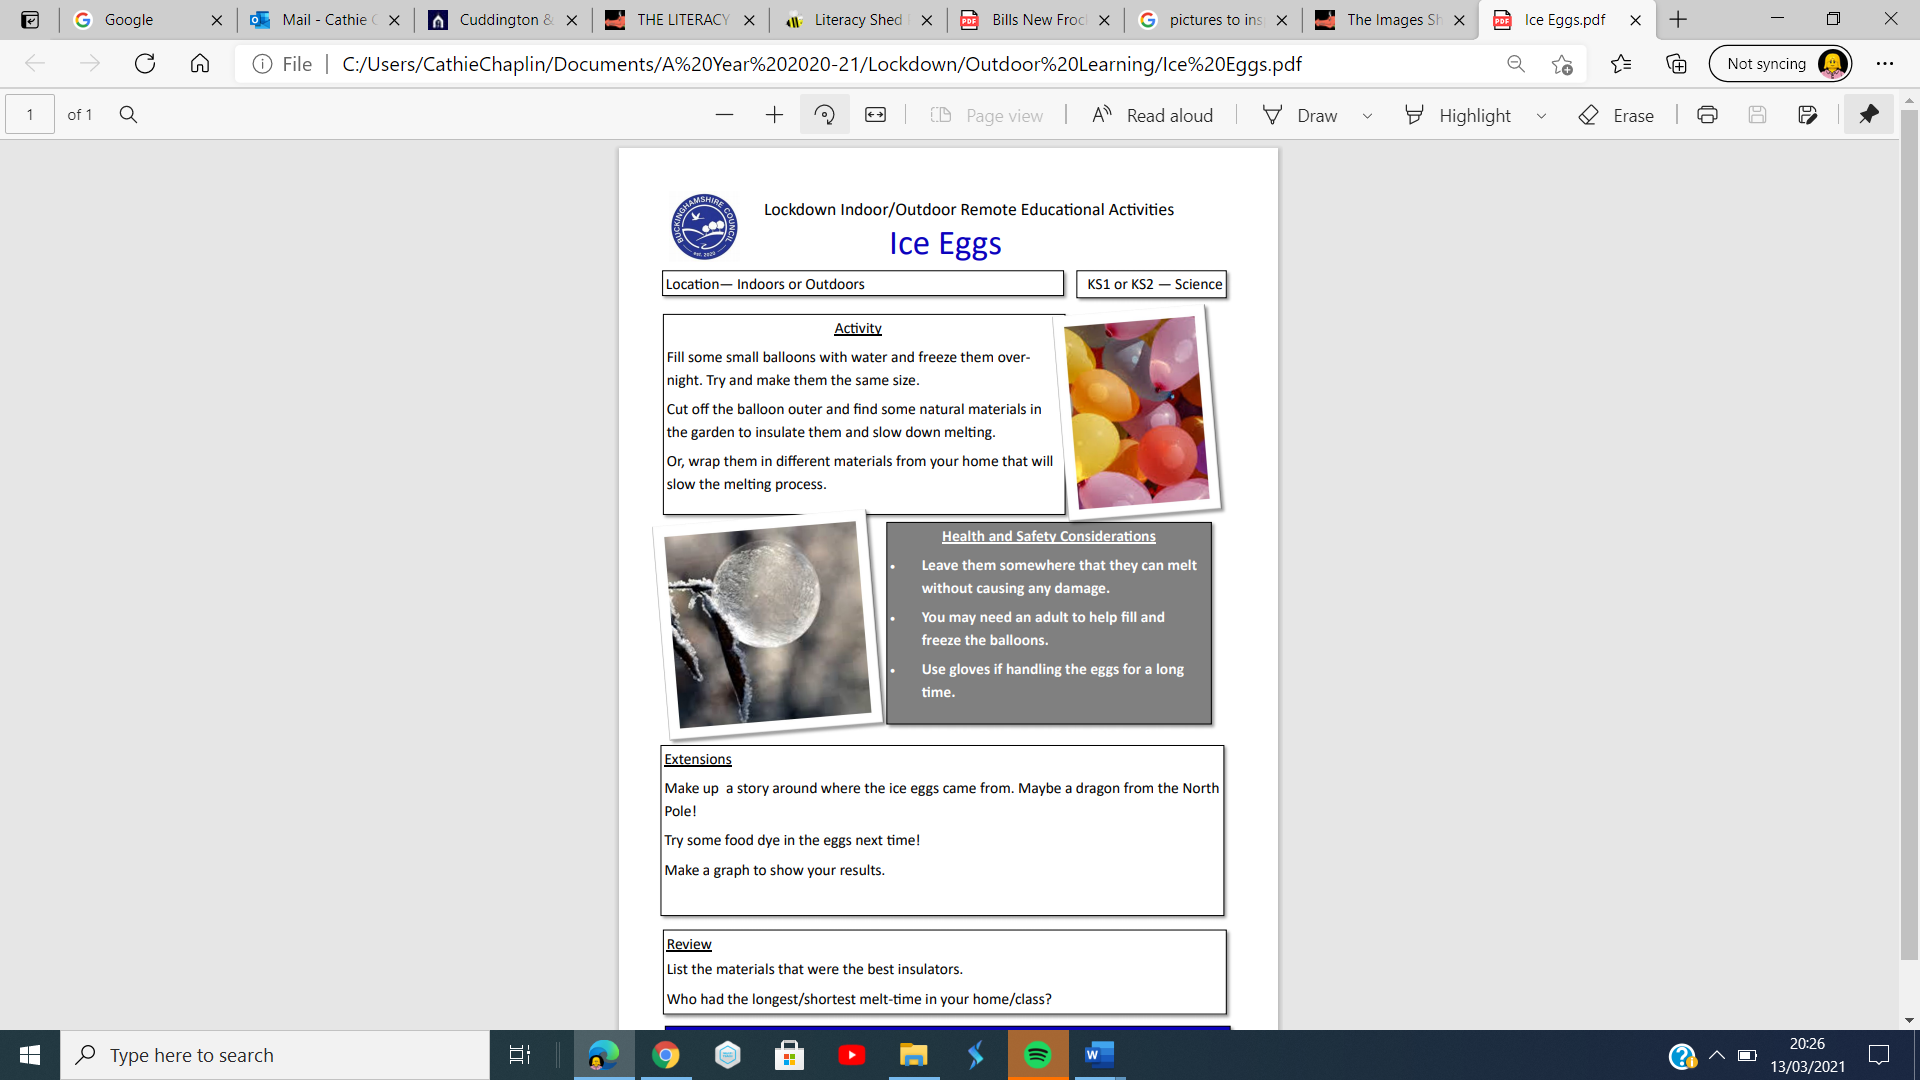 Google
Mail - Cathie C
Cuddington &
THE LITERACY
Literacy Shed
Bills New Froc
pictures to ins
The Images Sh
Ice Eggs.pdf
File
C:/Users/CathieChaplin/Documents/A%20Year%202020-21/Lockdown/Outdoor%20Learning/Ice%20Eggs.pdf
Not syncing
1 of 1
Page view
Read aloud
Draw
Highlight
Erase
BUCKINGHAMSHIRE COUNCIL
est. 2020
Lockdown Indoor/Outdoor Remote Educational Activities
Ice Eggs
Location— Indoors or Outdoors
KS1 or KS2 — Science
Activity
Fill some small balloons with water and freeze them over-
night. Try and make them the same size.
Cut off the balloon outer and find some natural materials in
the garden to insulate them and slow down melting.
Or, wrap them in different materials from your home that will
slow the melting process.
Health and Safety Considerations
• Leave them somewhere that they can melt
without causing any damage.
• You may need an adult to help fill and
freeze the balloons.
• Use gloves if handling the eggs for a long
time.
Extensions
Make up  a story around where the ice eggs came from. Maybe a dragon from the North
Pole!
Try some food dye in the eggs next time!
Make a graph to show your results.
Review
List the materials that were the best insulators.
Who had the longest/shortest melt-time in your home/class?
Type here to search
20:26
13/03/2021